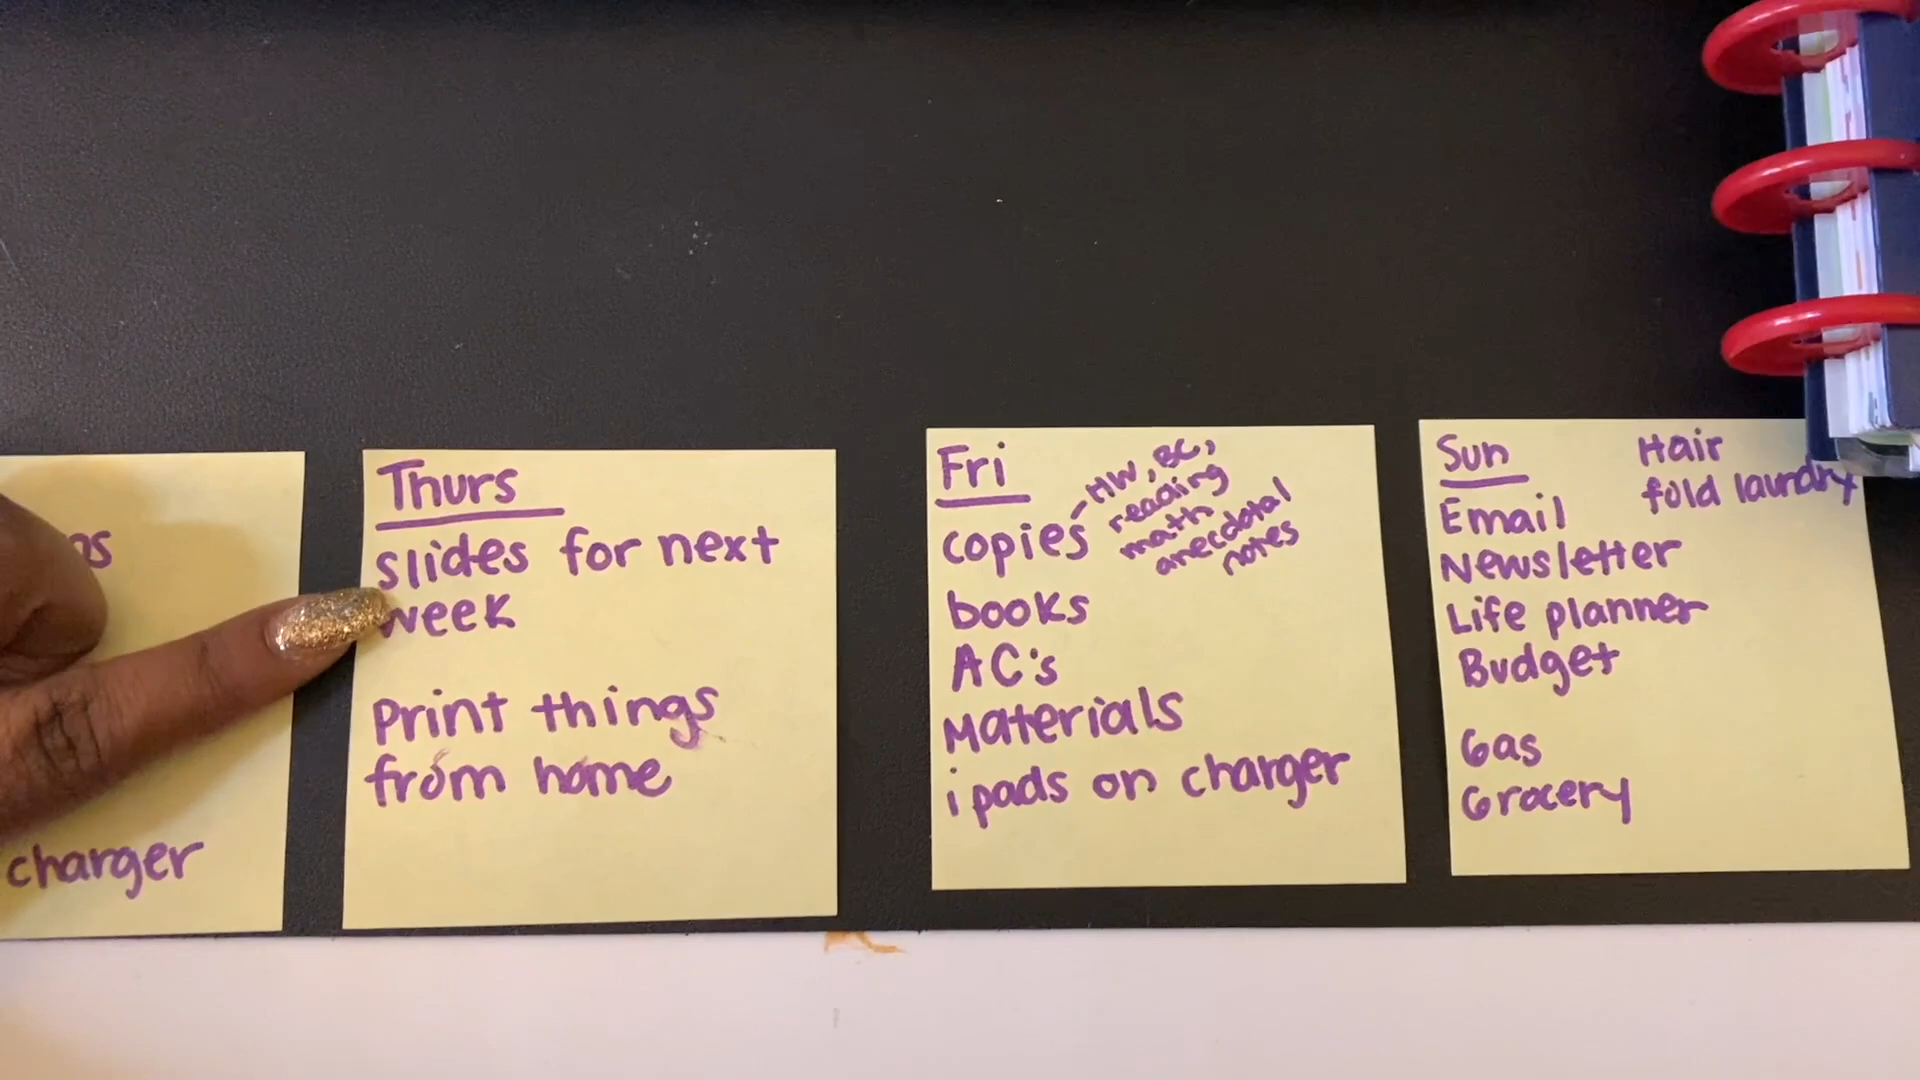 charger
Thurs
slides for next
week
Print things
from home
Fri
copies - HW, BC,
reading
math
anecdotal
notes
books
AC's
Materials
ipads on charger
Sun
Email
Newsletter
Life planner
Budget
Gas
Grocery
Hair
fold laundry